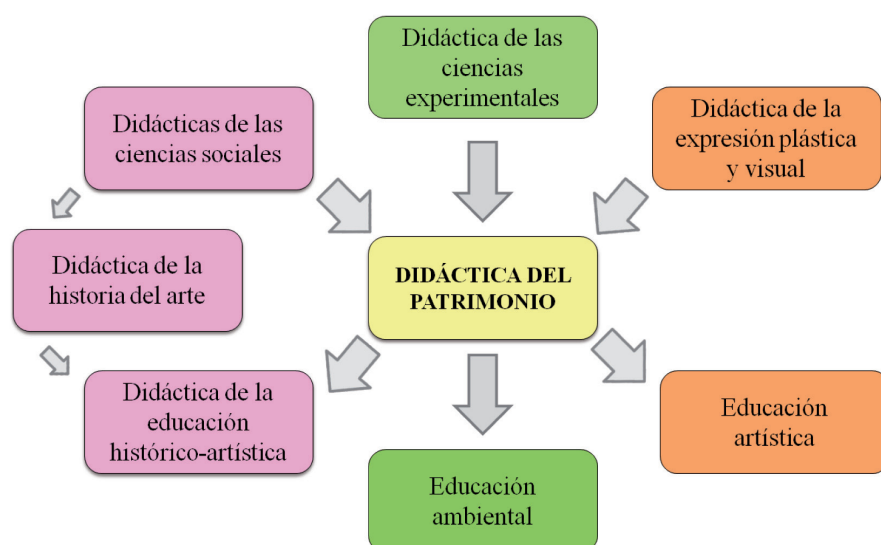 Didáctica de las
ciencias
experimentales
Didácticas de las
ciencias sociales
Didáctica de la
expresión plástica
y visual
Didáctica de la
historia del arte
DIDÁCTICA DEL
PATRIMONIO
Didáctica de la
educación
histórico-artística
Educación
artística
Educación
ambiental